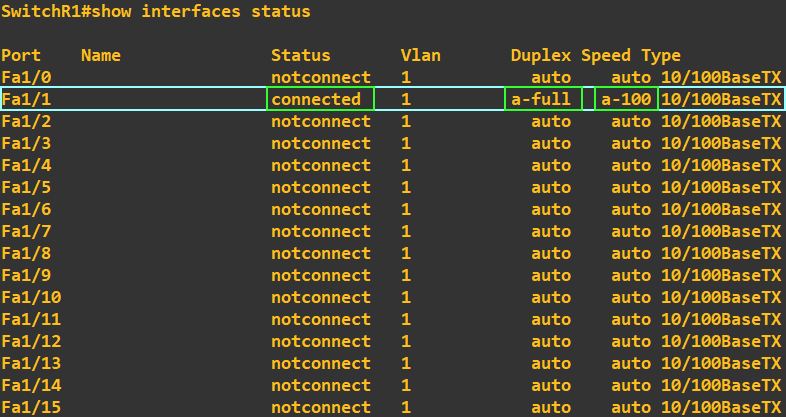 SwitchR1#show interfaces status
Port Name Status Vlan Duplex Speed Type
Fa1/0 notconnect 1 auto auto 10/100BaseTX
Fa1/1 connected 1 a-full a-100 10/100BaseTX
Fa1/2 notconnect 1 auto auto 10/100BaseTX
Fa1/3 notconnect 1 auto auto 10/100BaseTX
Fa1/4 notconnect 1 auto auto 10/100BaseTX
Fa1/5 notconnect 1 auto auto 10/100BaseTX
Fa1/6 notconnect 1 auto auto 10/100BaseTX
Fa1/7 notconnect 1 auto auto 10/100BaseTX
Fa1/8 notconnect 1 auto auto 10/100BaseTX
Fa1/9 notconnect 1 auto auto 10/100BaseTX
Fa1/10 notconnect 1 auto auto 10/100BaseTX
Fa1/11 notconnect 1 auto auto 10/100BaseTX
Fa1/12 notconnect 1 auto auto 10/100BaseTX
Fa1/13 notconnect 1 auto auto 10/100BaseTX
Fa1/14 notconnect 1 auto auto 10/100BaseTX
Fa1/15 notconnect 1 auto auto 10/100BaseTX